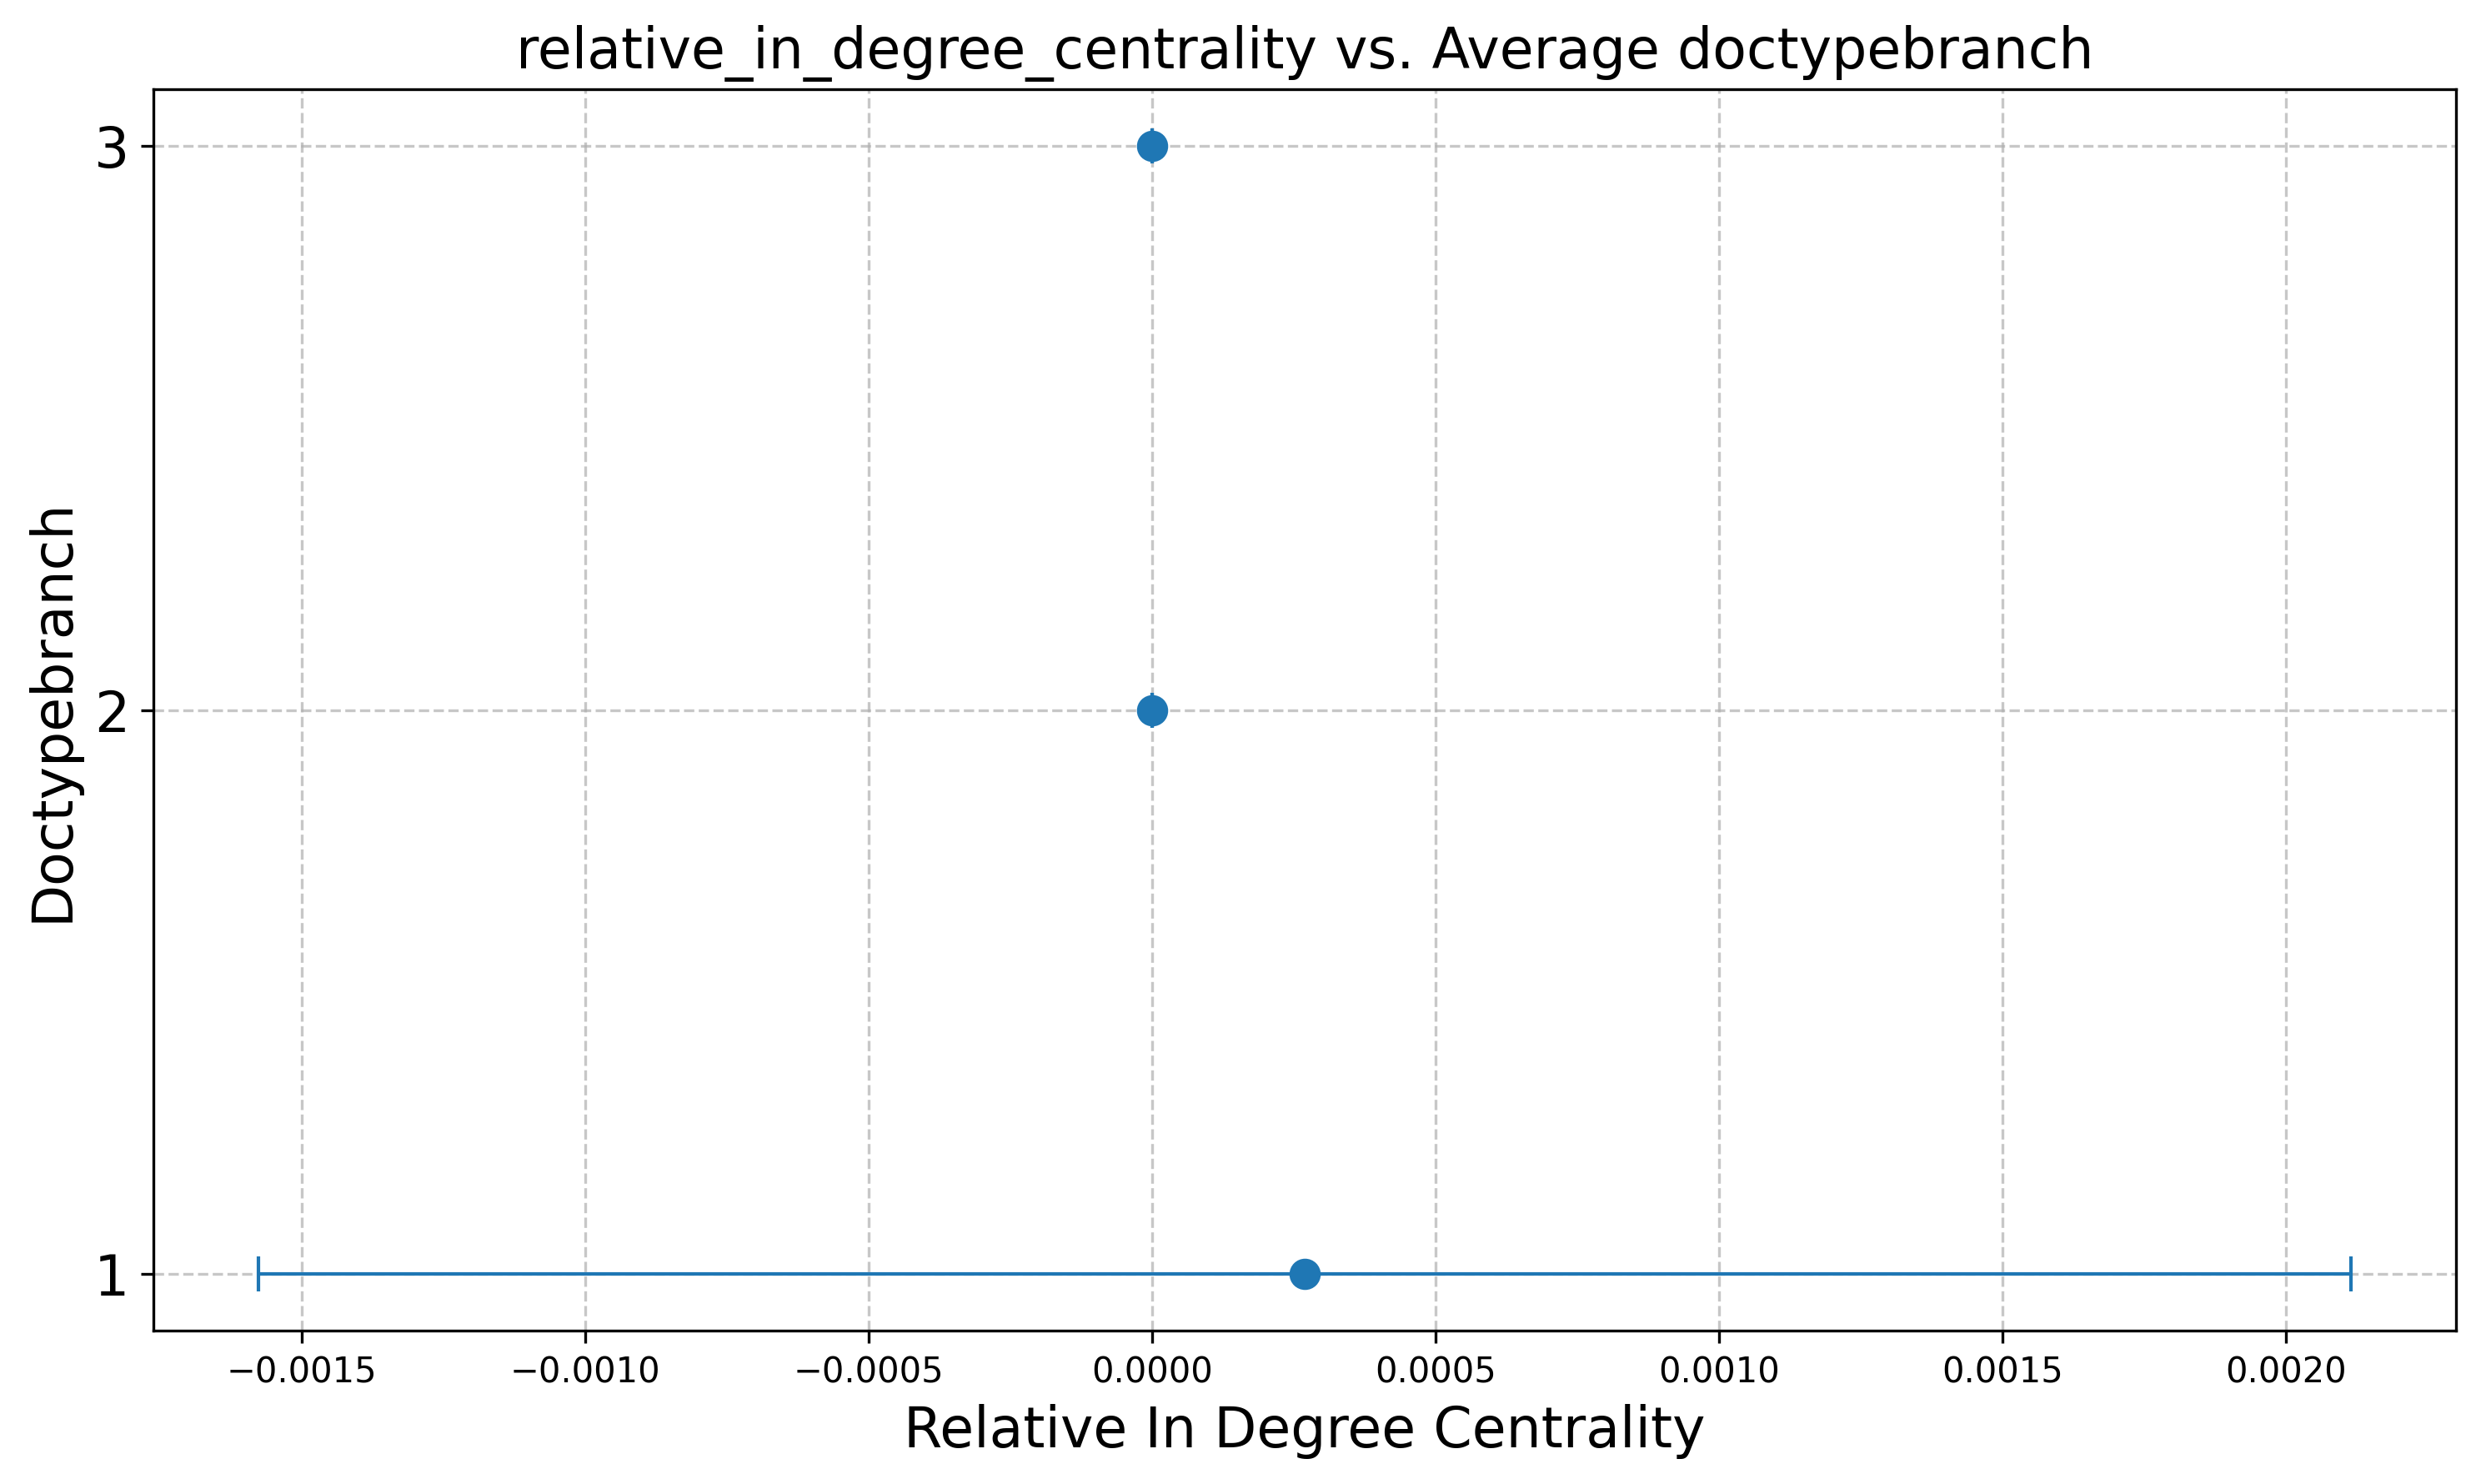 relative_in_degree_centrality vs. Average doctypebranch
3
2
1
Doctypebranch
−0.0015 −0.0010 −0.0005 0.0000 0.0005 0.0010 0.0015 0.0020
Relative In Degree Centrality